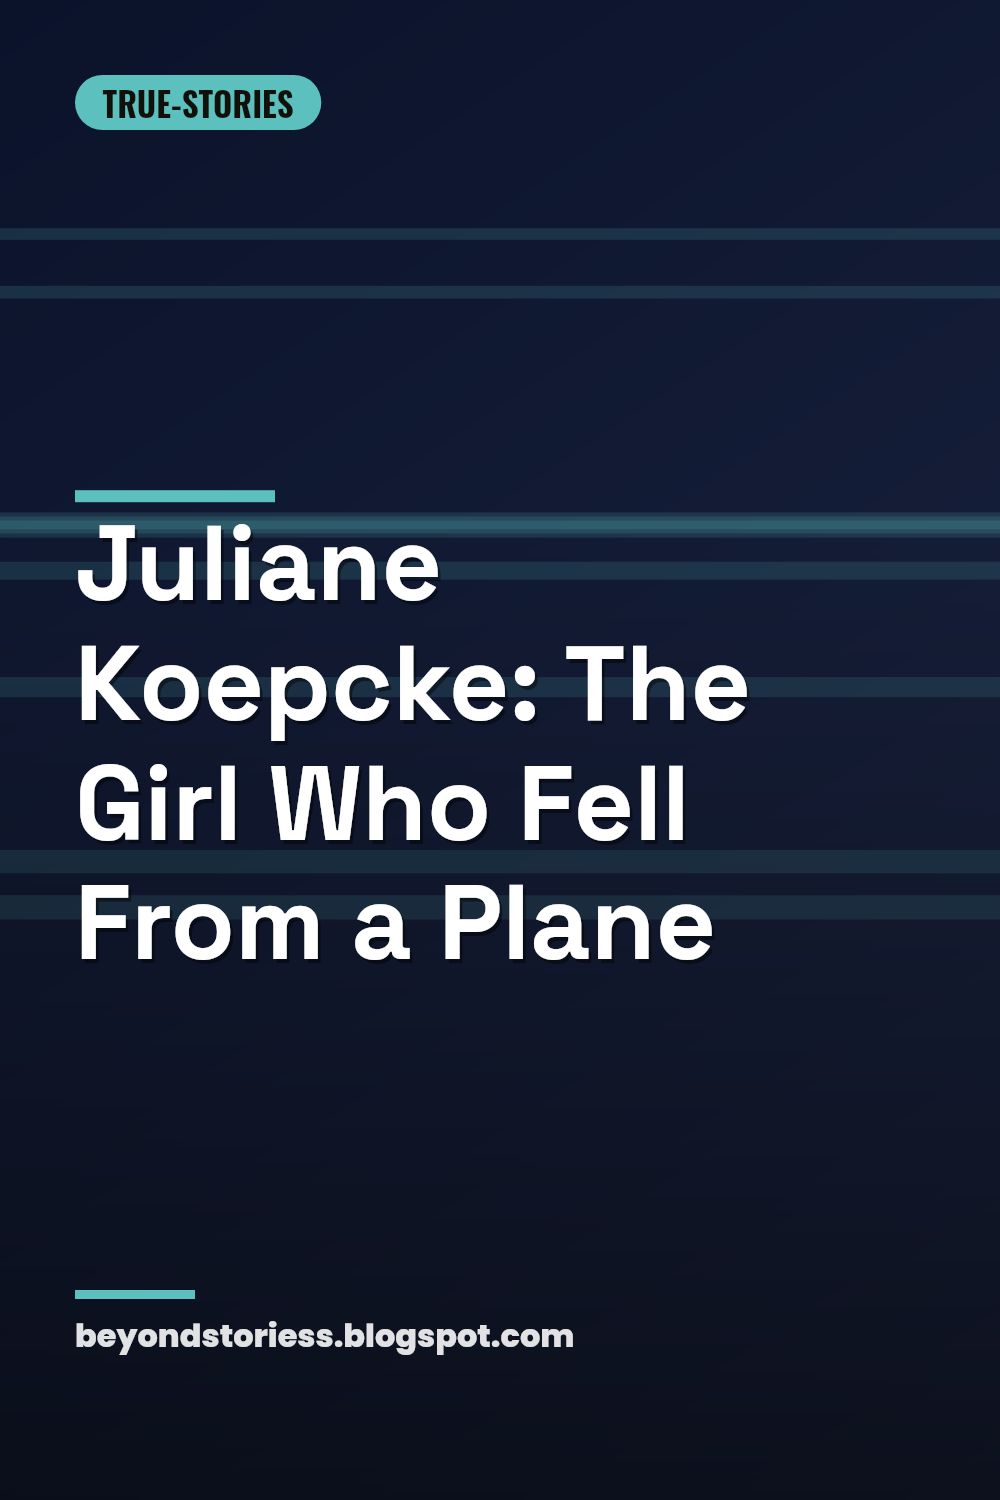 TRUE-STORIES
Juliane
Koepcke: The
Girl Who Fell
From a Plane
beyondstoriess.blogspot.com